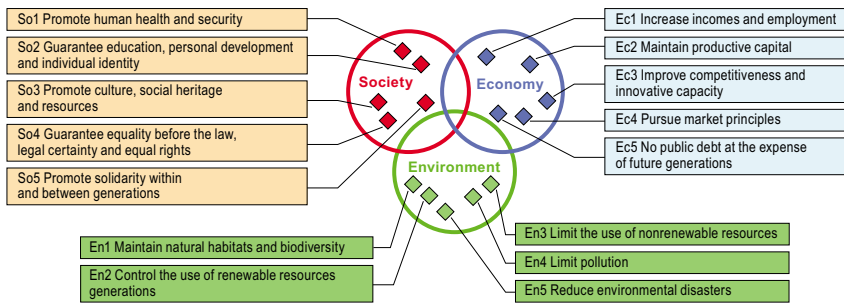 So1 Promote human health and security
So2 Guarantee education, personal development
and individual identity
So3 Promote culture, social heritage
and resources
So4 Guarantee equality before the law,
legal certainty and equal rights
So5 Promote solidarity within
and between generations
Society
Economy
Environment
Ec1 Increase incomes and employment
Ec2 Maintain productive capital
Ec3 Improve competitiveness and
innovative capacity
Ec4 Pursue market principles
Ec5 No public debt at the expense
of future generations
En1 Maintain natural habitats and biodiversity
En2 Control the use of renewable resources
generations
En3 Limit the use of nonrenewable resources
En4 Limit pollution
En5 Reduce environmental disasters